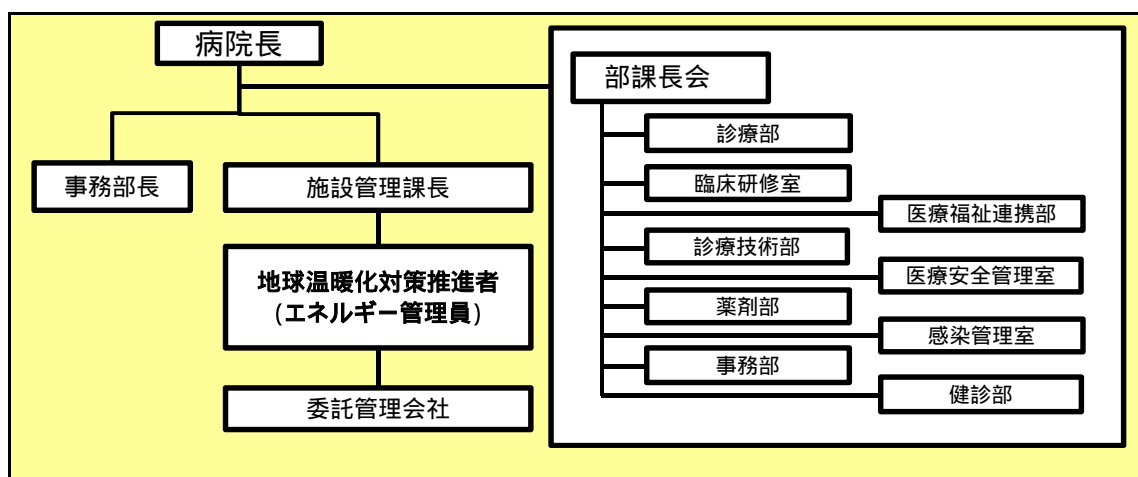 病院長
事務部長
施設管理課長
地球温暖化対策推進者
(エネルギー管理員)
委託管理会社
部課長会
診療部
臨床研修室
医療福祉連携部
診療技術部
医療安全管理室
薬剤部
感染管理室
事務部
健診部